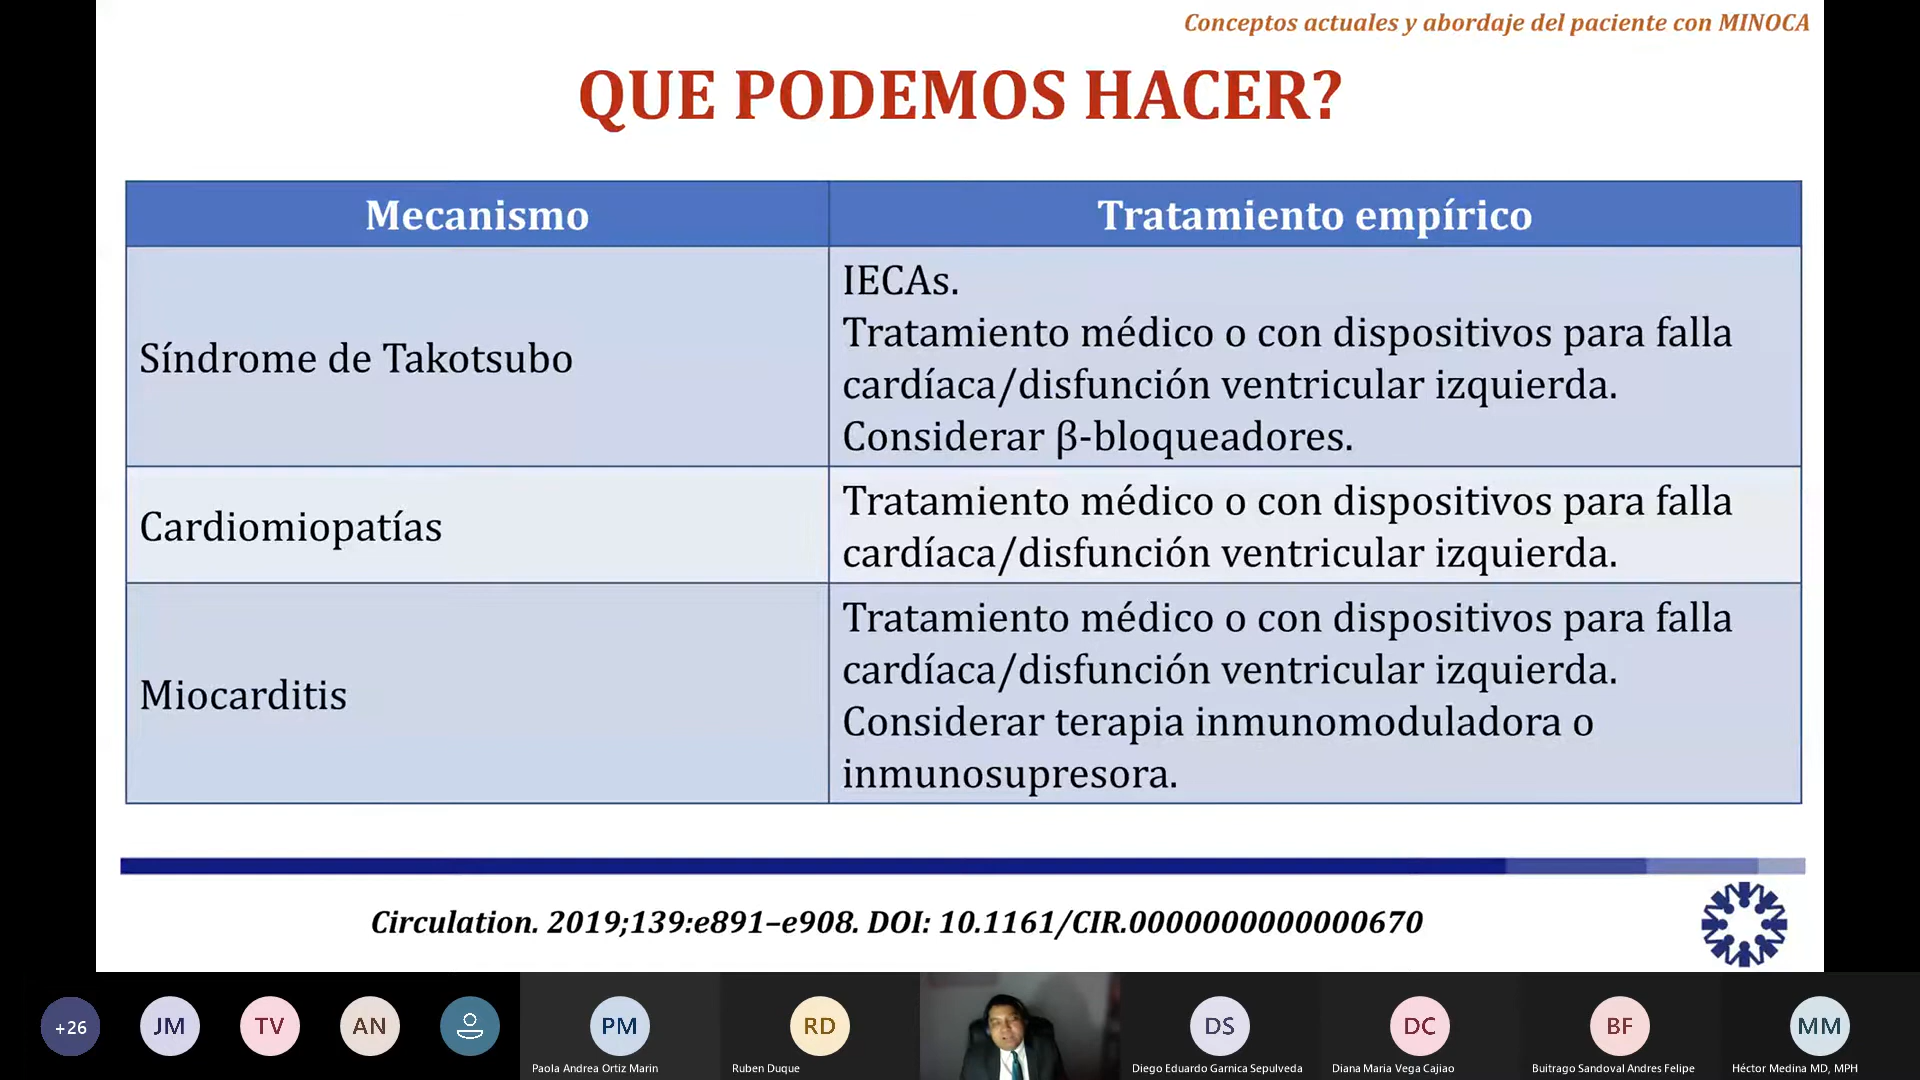 Conceptos actuales y abordaje del paciente con MINOCA
QUE PODEMOS HACER?
Mecanismo
Tratamiento empírico
Síndrome de Takotsubo
IECAs.
Tratamiento médico o con dispositivos para falla
cardíaca/disfunción ventricular izquierda.
Considerar β-bloqueadores.
Cardiomiopatías
Tratamiento médico o con dispositivos para falla
cardíaca/disfunción ventricular izquierda.
Miocarditis
Tratamiento médico o con dispositivos para falla
cardíaca/disfunción ventricular izquierda.
Considerar terapia inmunomoduladora o
inmunosupresora.
Circulation. 2019;139:e891–e908. DOI: 10.1161/CIR.0000000000000670
+26
JM
TV
AN
PM
Paola Andrea Ortiz Marin
RD
Ruben Duque
DS
Diego Eduardo Garnica Sepulveda
DC
Diana Maria Vega Cajiao
BF
Buitrago Sandoval Andres Felipe
MM
Héctor Medina MD, MPH